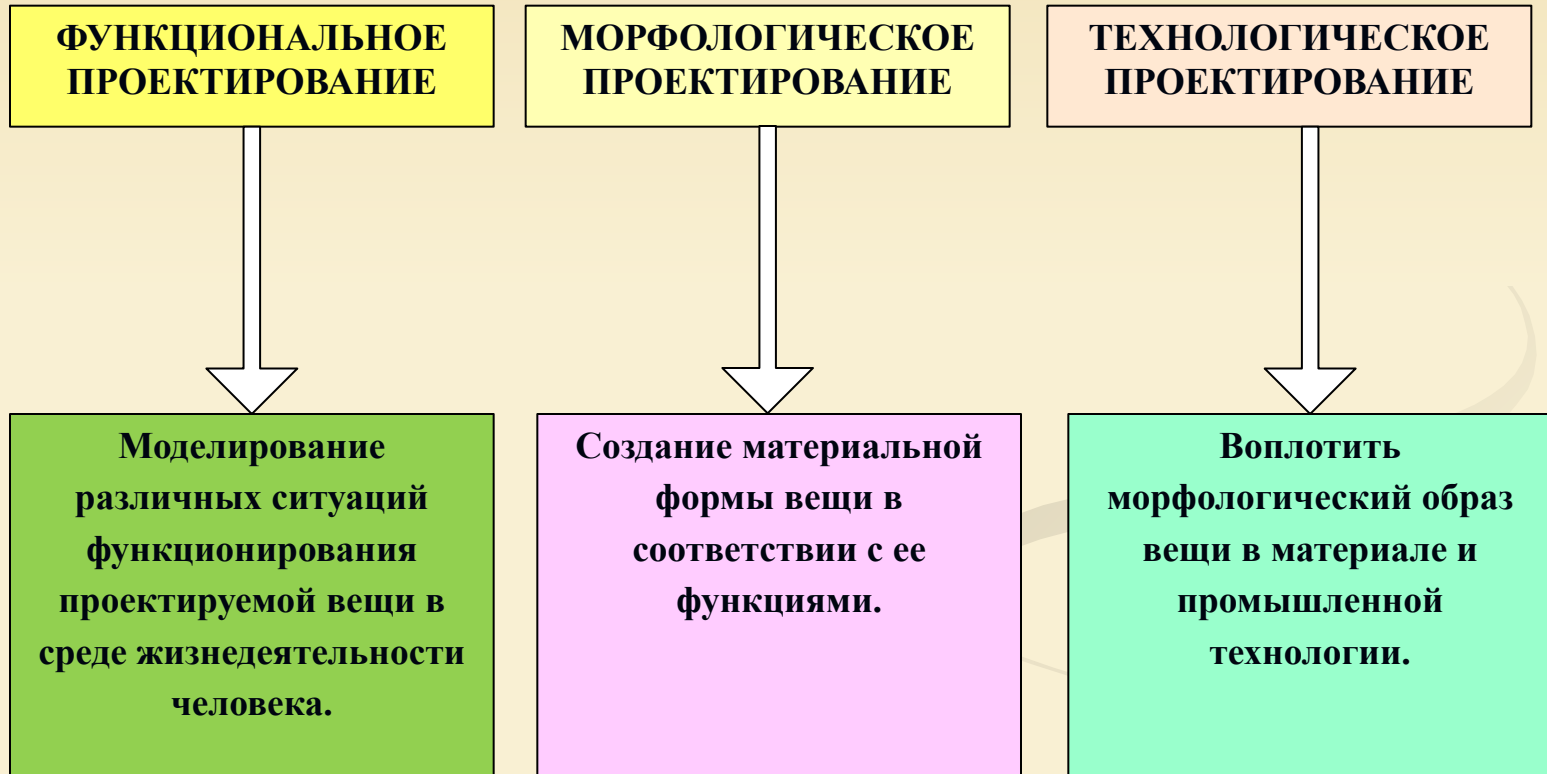 ФУНКЦИОНАЛЬНОЕ
ПРОЕКТИРОВАНИЕ
МОРФОЛОГИЧЕСКОЕ
ПРОЕКТИРОВАНИЕ
ТЕХНОЛОГИЧЕСКОЕ
ПРОЕКТИРОВАНИЕ
Моделирование
различных ситуаций
функционирования
проектируемой вещи в
среде жизнедеятельности
человека.
Создание материальной
формы вещи в
соответствии с ее
функциями.
Воплотить
морфологический образ
вещи в материале и
промышленной
технологии.